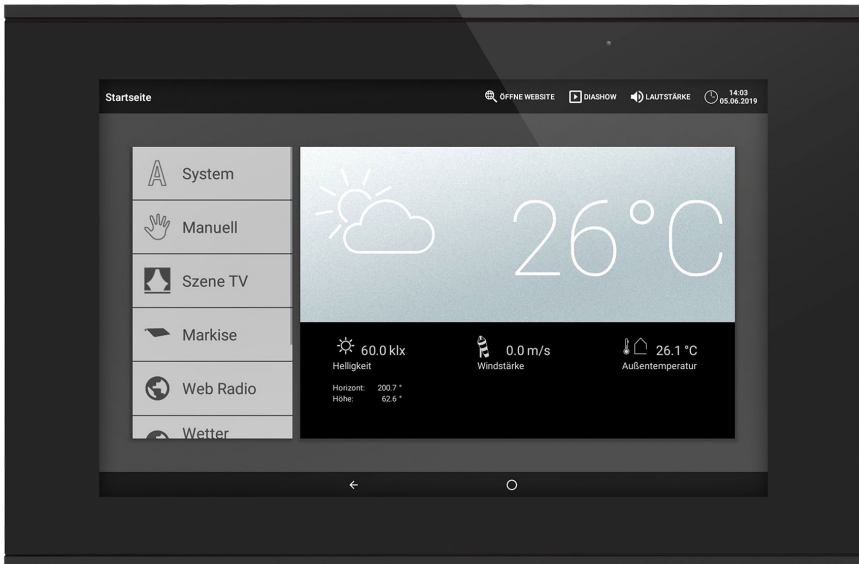 Startseite
ÖFFNE WEBSITE
DIASHOW
LAUTSTÄRKE
14:03
05.06.2019
System
Manuell
Szene TV
Markise
Web Radio
Wetter
26°C
60.0 klx
Helligkeit
Horizont: 200.7 °
Höhe: 62.6 °
0.0 m/s
Windstärke
26.1 °C
Außentemperatur